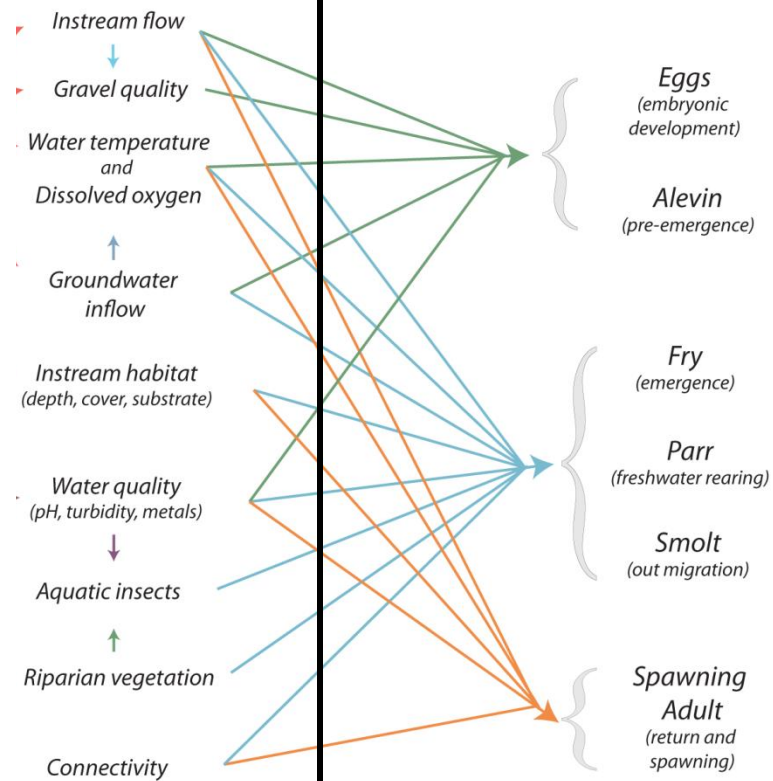 Instream flow
Gravel quality
Water temperature
and
Dissolved oxygen
Groundwater
inflow
Instream habitat
(depth, cover, substrate)
Water quality
(pH, turbidity, metals)
Aquatic insects
Riparian vegetation
Connectivity
Eggs
(embryonic
development)
Alevin
(pre-emergence)
Fry
(emergence)
Parr
(freshwater rearing)
Smolt
(out migration)
Spawning
Adult
(return and
spawning)